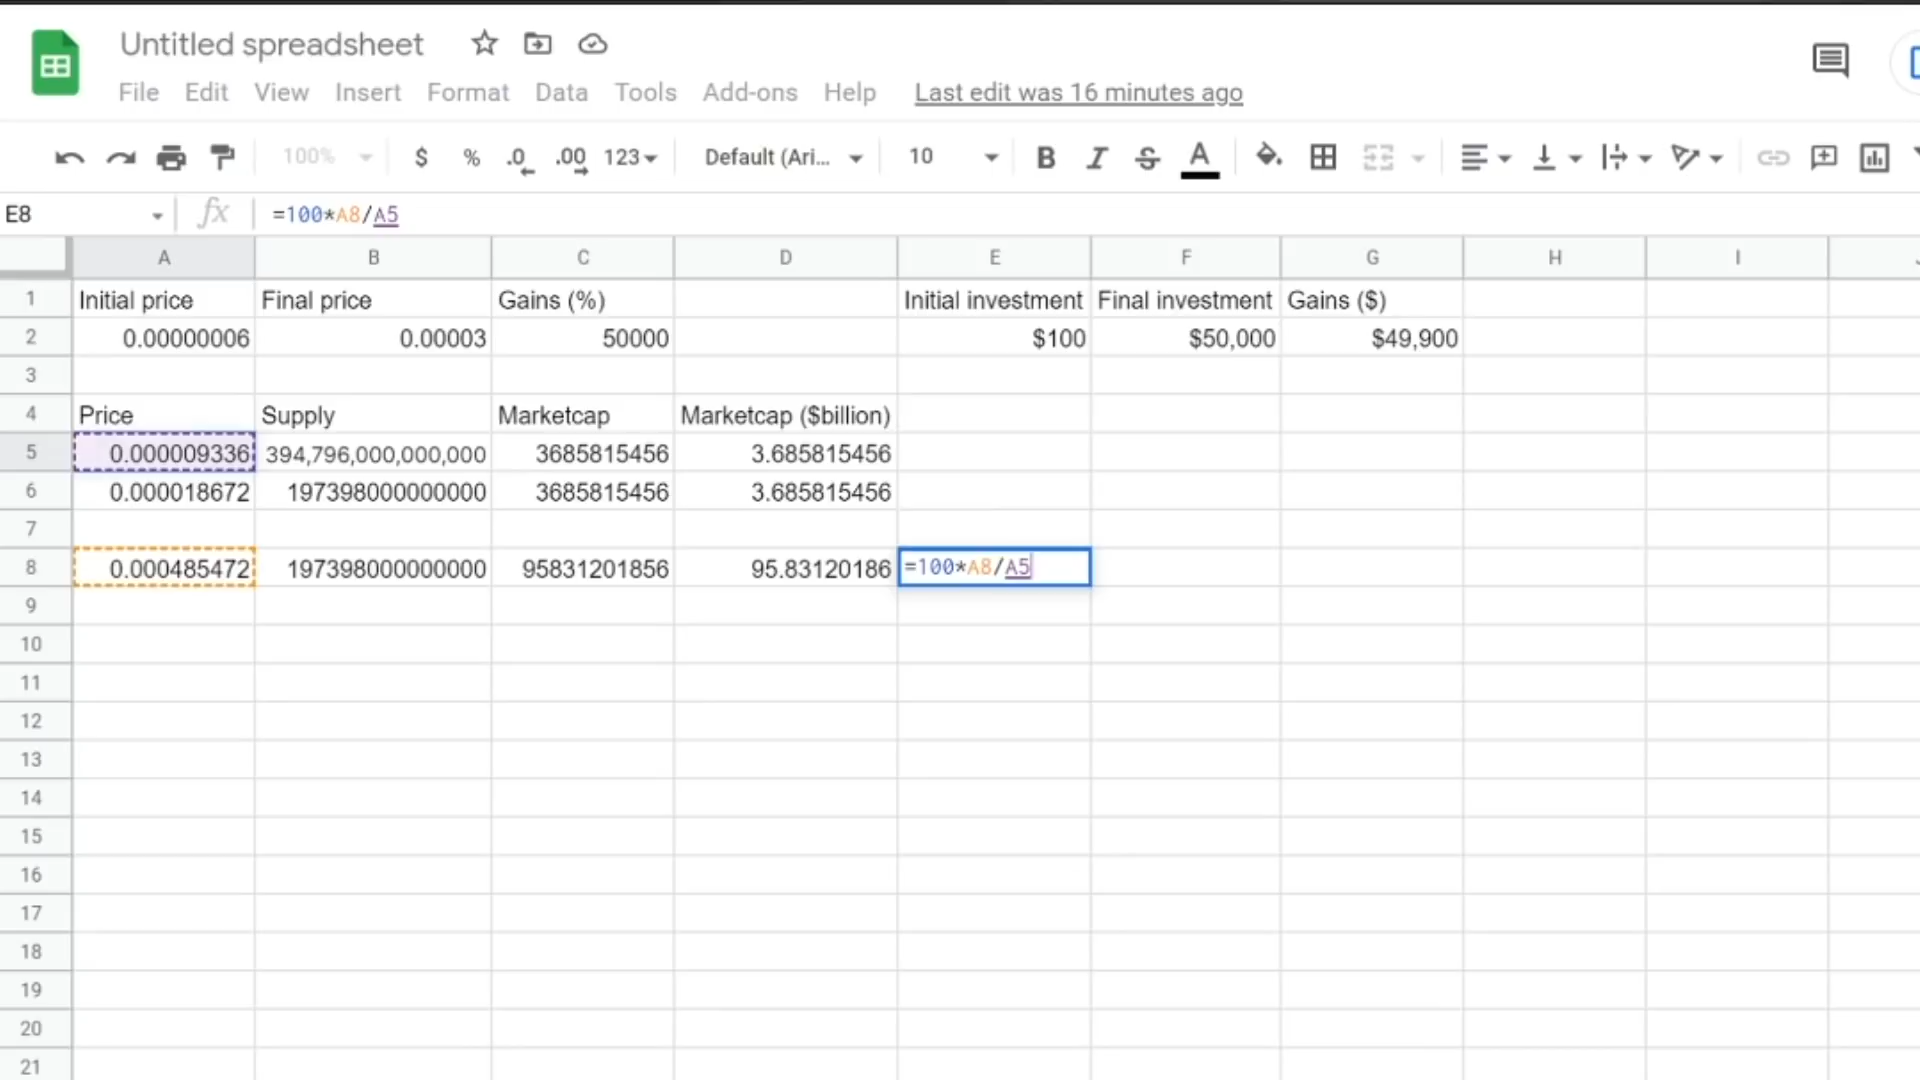 Untitled spreadsheet
File Edit View Insert Format Data Tools Add-ons Help Last edit was 16 minutes ago
100% $ % .0 .00 123 Default (Ari... 10 B I S A
E8 fx =100*A8/A5
A B C D E F G H I
1 Initial price Final price Gains (%) Initial investment Final investment Gains ($)
2 0.00000006 0.00003 50000 $100 $50,000 $49,900
3
4 Price Supply Marketcap Marketcap ($billion)
5 0.000009336 394,796,000,000,000 3685815456 3.685815456
6 0.000018672 197398000000000 3685815456 3.685815456
7
8 0.000485472 197398000000000 95831201856 95.83120186 =100*A8/A5
9
10
11
12
13
14
15
16
17
18
19
20
21